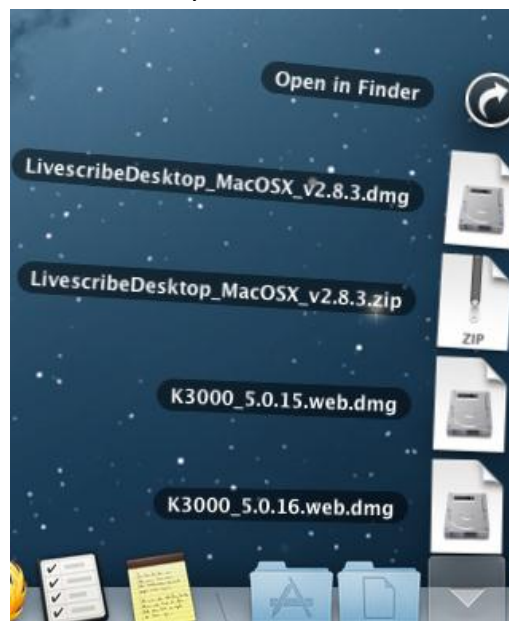 Open in Finder
LivescribeDesktop_MacOSX_v2.8.3.dmg
LivescribeDesktop_MacOSX_v2.8.3.zip
ZIP
K3000_5.0.15.web.dmg
K3000_5.0.16.web.dmg